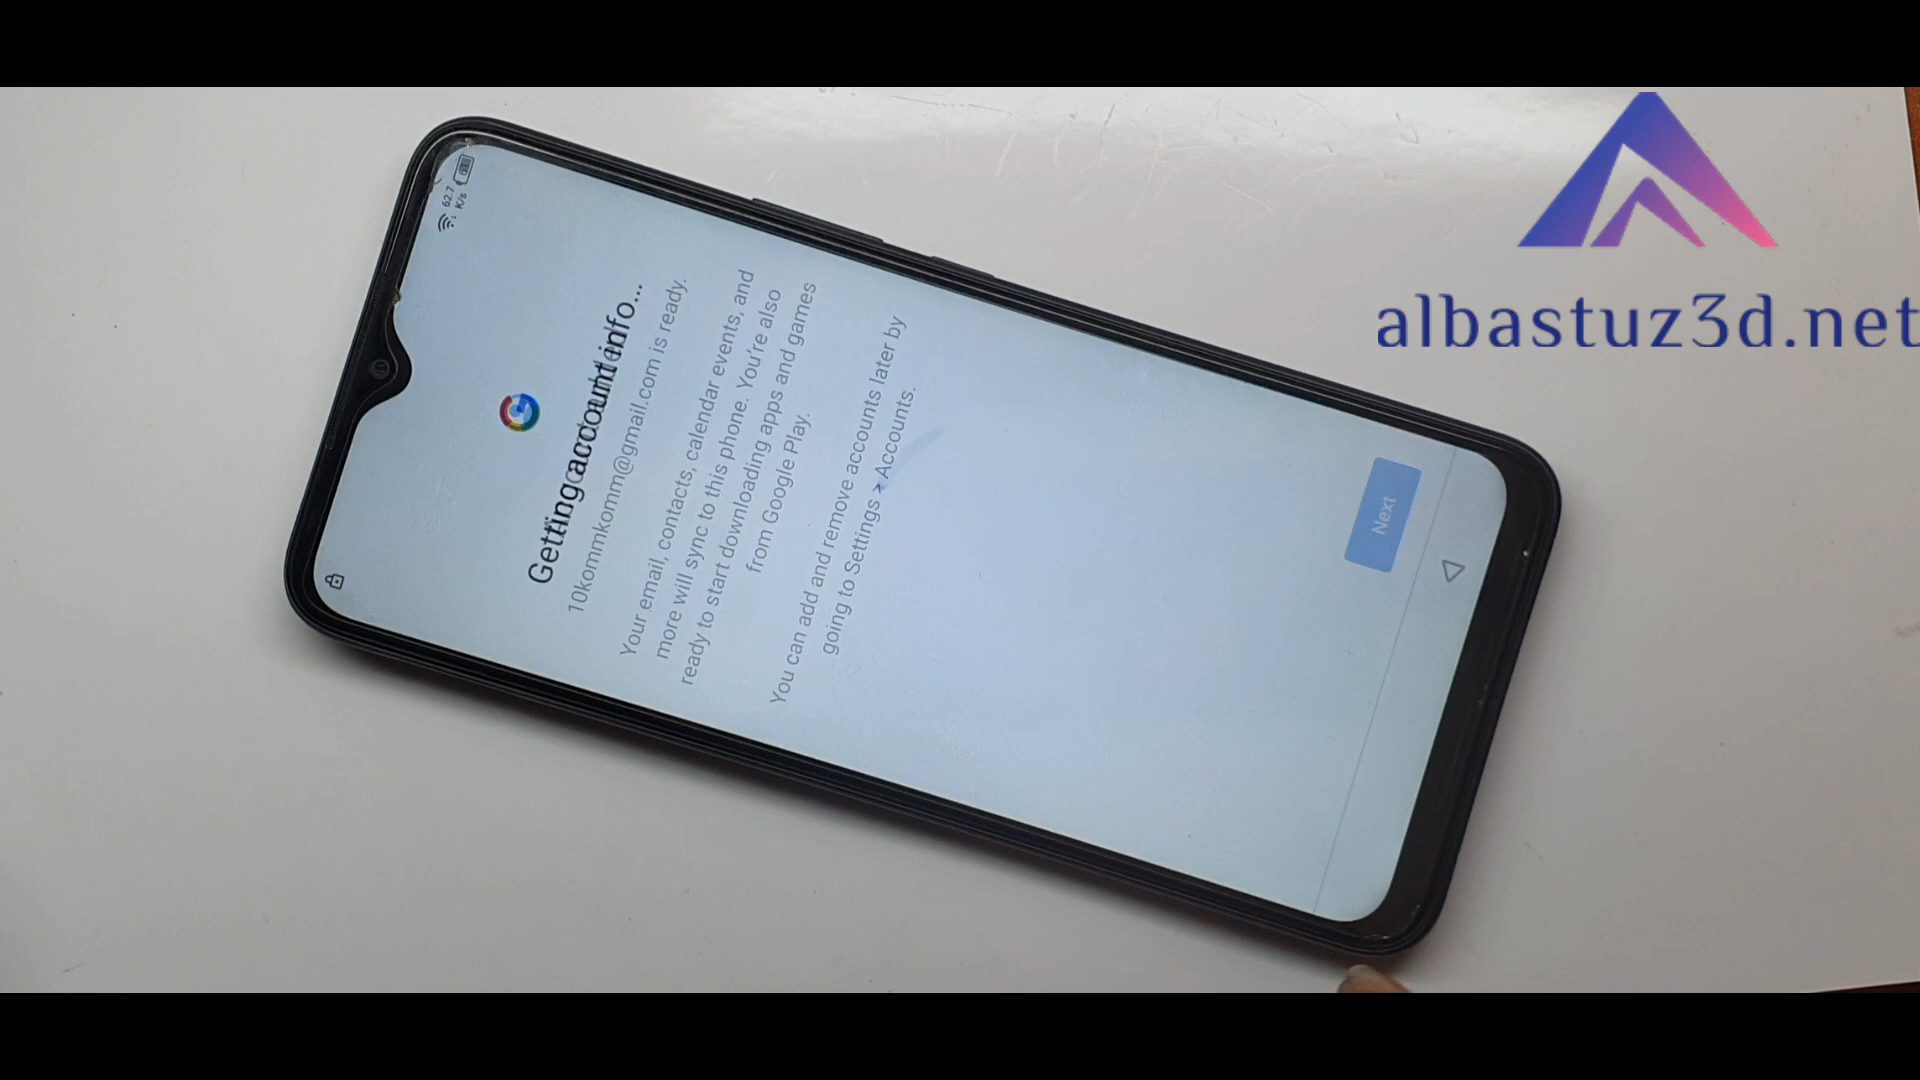 62.7
K/s
Getting account info...
10kommkomm@gmail.com is ready.
Your email, contacts, calendar events, and
more will sync to this phone. You're also
ready to start downloading apps and games
from Google Play.
You can add and remove accounts later by
going to Settings > Accounts.
Next
albastuz3d.net